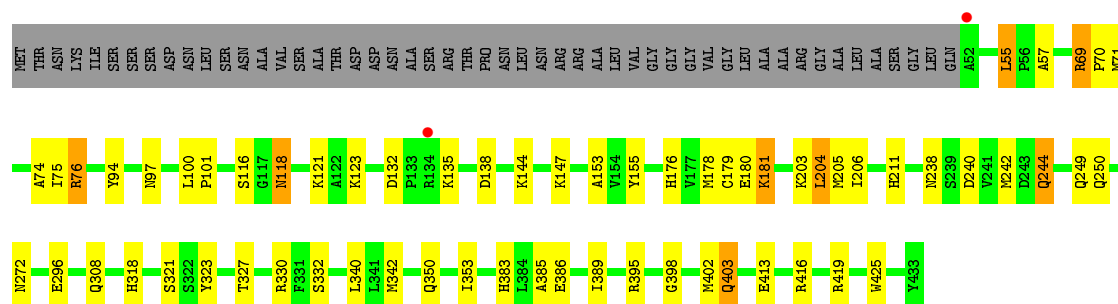 MET THR ASN LYS ILE SER SER SER ASP ASN LEU SER ASN ALA VAL SER ALA THR ASP ASP ASN ALA SER ARG THR PRO ASN LEU ASN ASN ARG ARG ALA LEU VAL GLY GLY GLY VAL GLY LEU ALA ALA ARG GLY ALA LEU ALA SER GLY LEU GLN A52 L55 P56 A57 R69 P70 M71
A74 I75 R76 Y94 N97 L100 P101 S116 G117 N118 K121 A122 K123 D132 P133 R134 K135 D138 K144 K147 A153 V154 Y155 H176 V177 M178 C179 E180 K181 K203 L204 M205 I206 H211 N238 S239 D240 V241 M242 D243 Q244 Q249 Q250
N272 E296 Q308 H318 S321 S322 Y323 T327 R330 F331 S332 L340 L341 M342 Q350 I353 H383 L384 A385 E386 I389 R395 G398 M402 Q403 E413 R416 R419 W425 Y433